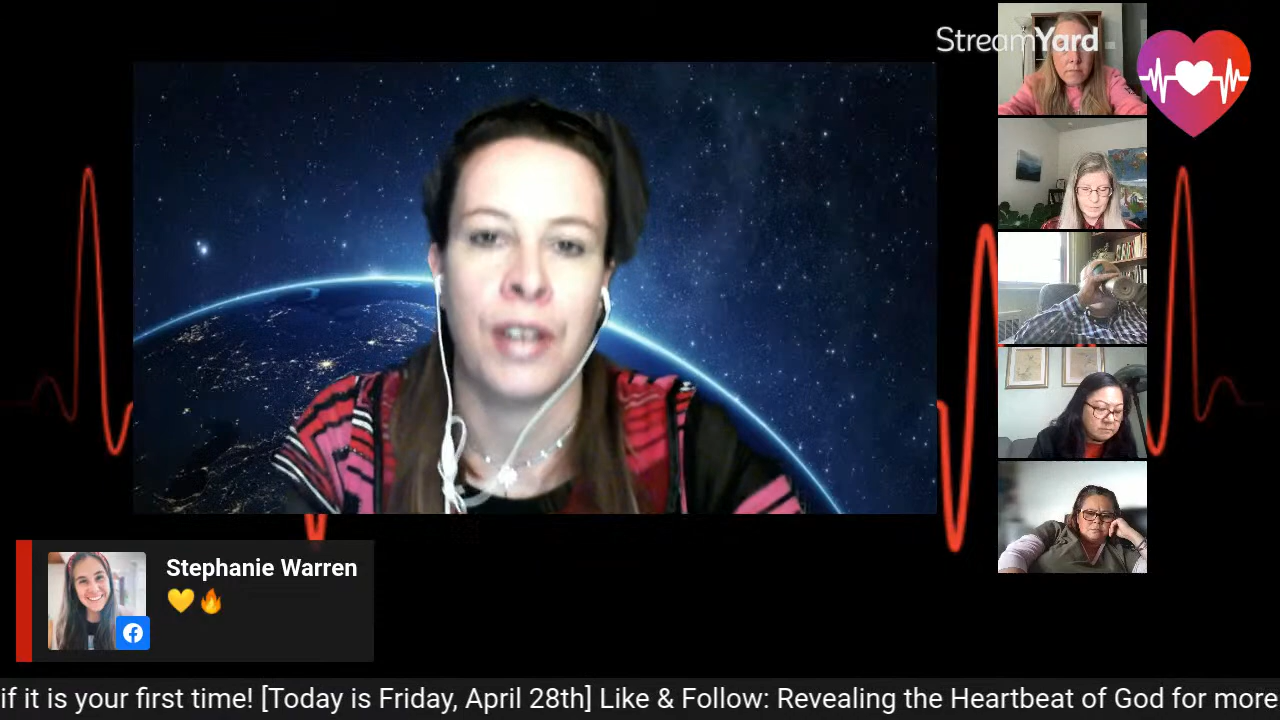 StreamYard
Stephanie Warren
💛🔥
if it is your first time! [Today is Friday, April 28th] Like & Follow: Revealing the Heartbeat of God for more